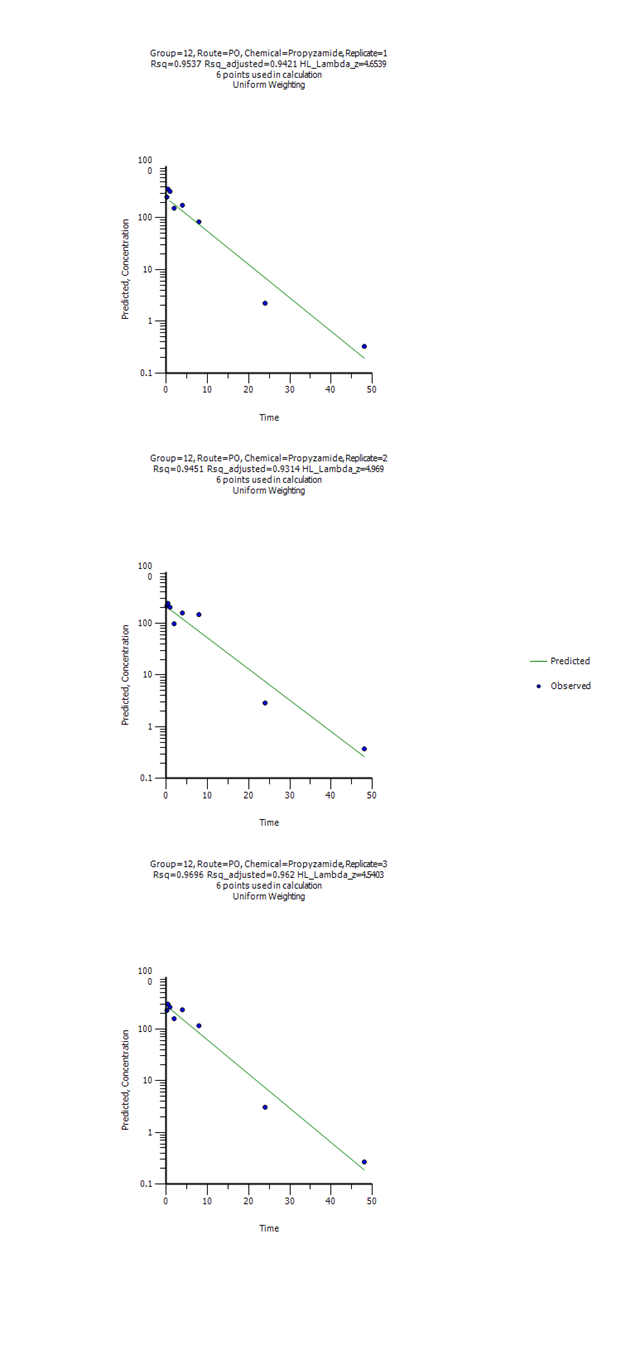 Group=12, Route=PO, Chemical=Propyzamide, Replicate=1
Rsq=0.9537 Rsq_adjusted=0.9421 HL_Lambda_z=4.6539
6 points used in calculation
Uniform Weighting
100
0
100
10
1
0.1
Predicted, Concentration
0 10 20 30 40 50
Time
Group=12, Route=PO, Chemical=Propyzamide, Replicate=2
Rsq=0.9451 Rsq_adjusted=0.9314 HL_Lambda_z=4.969
6 points used in calculation
Uniform Weighting
100
0
100
10
1
0.1
Predicted, Concentration
0 10 20 30 40 50
Time
Predicted
Observed
Group=12, Route=PO, Chemical=Propyzamide, Replicate=3
Rsq=0.9696 Rsq_adjusted=0.962 HL_Lambda_z=4.5403
6 points used in calculation
Uniform Weighting
100
0
100
10
1
0.1
Predicted, Concentration
0 10 20 30 40 50
Time